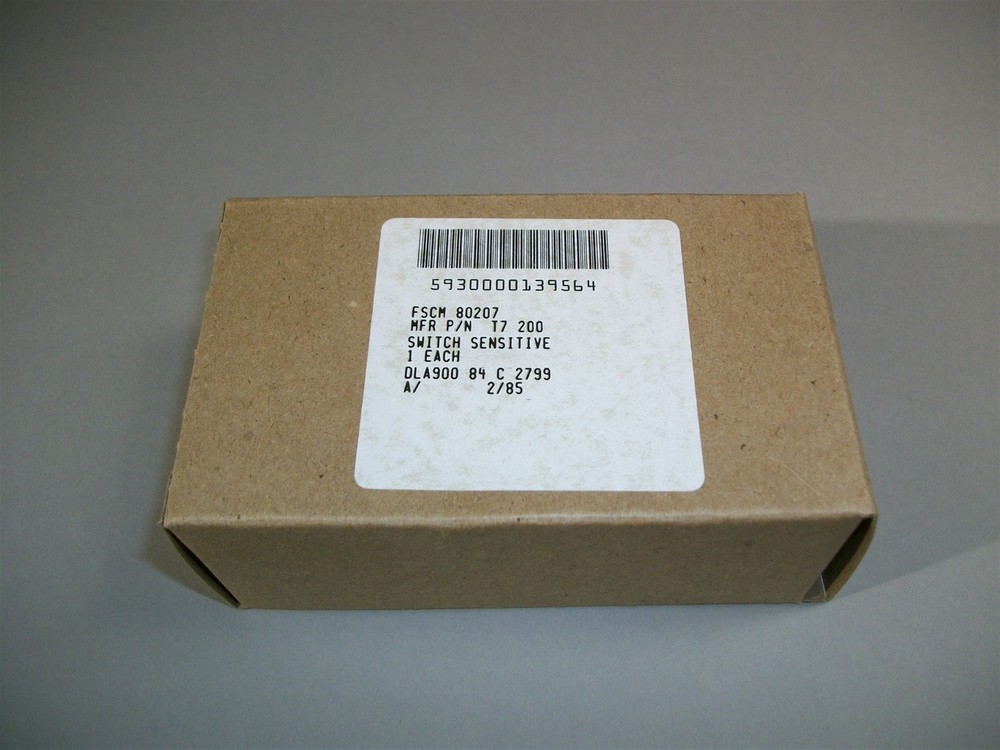 5930000139564
FSCM 80207
MFR P/N T7 200
SWITCH SENSITIVE
1 EACH
DLA900 84 C 2799
A/ 2/85